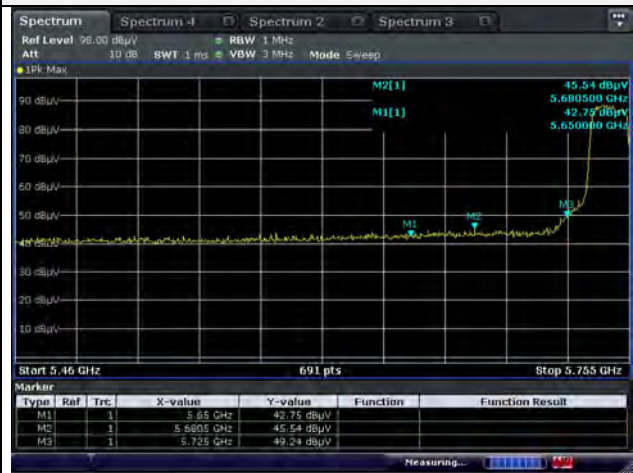 Spectrum Spectrum 4 Spectrum 2 Spectrum 3
Ref Level 98.00 dBµV RBW 1 MHz
Att 10 dB SWT 1 ms VBW 3 MHz Mode Sweep
1Pk Max
M2[1] 45.54 dBµV
5.680500 GHz
M1[1] 42.75 dBµV
5.650000 GHz
90 dBµV
80 dBµV
70 dBµV
60 dBµV
50 dBµV
40 dBµV
30 dBµV
20 dBµV
10 dBµV
M1 M2 M3
Start 5.46 GHz 691 pts Stop 5.755 GHz
Marker
Type Ref Trc X-value Y-value Function Function Result
M1 1 5.65 GHz 42.75 dBµV
M2 1 5.6805 GHz 45.54 dBµV
M3 1 5.725 GHz 49.24 dBµV
Measuring...